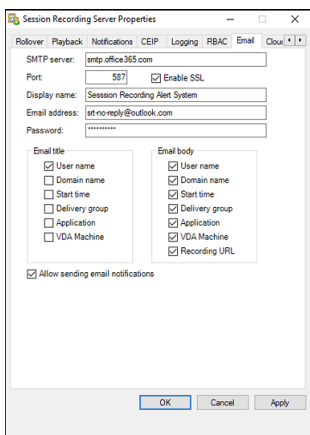 Session Recording Server Properties
Rollover Playback Notifications CEIP Logging RBAC Email Clou
SMTP server: smtp.office365.com
Port: 587 Enable SSL
Display name: Sesssion Recording Alert System
Email address: srt-no-reply@outlook.com
Password: **********
Email title Email body
User name User name
Domain name Domain name
Start time Start time
Delivery group Delivery group
Application Application
VDA Machine VDA Machine
Recording URL
Allow sending email notifications
OK Cancel Apply